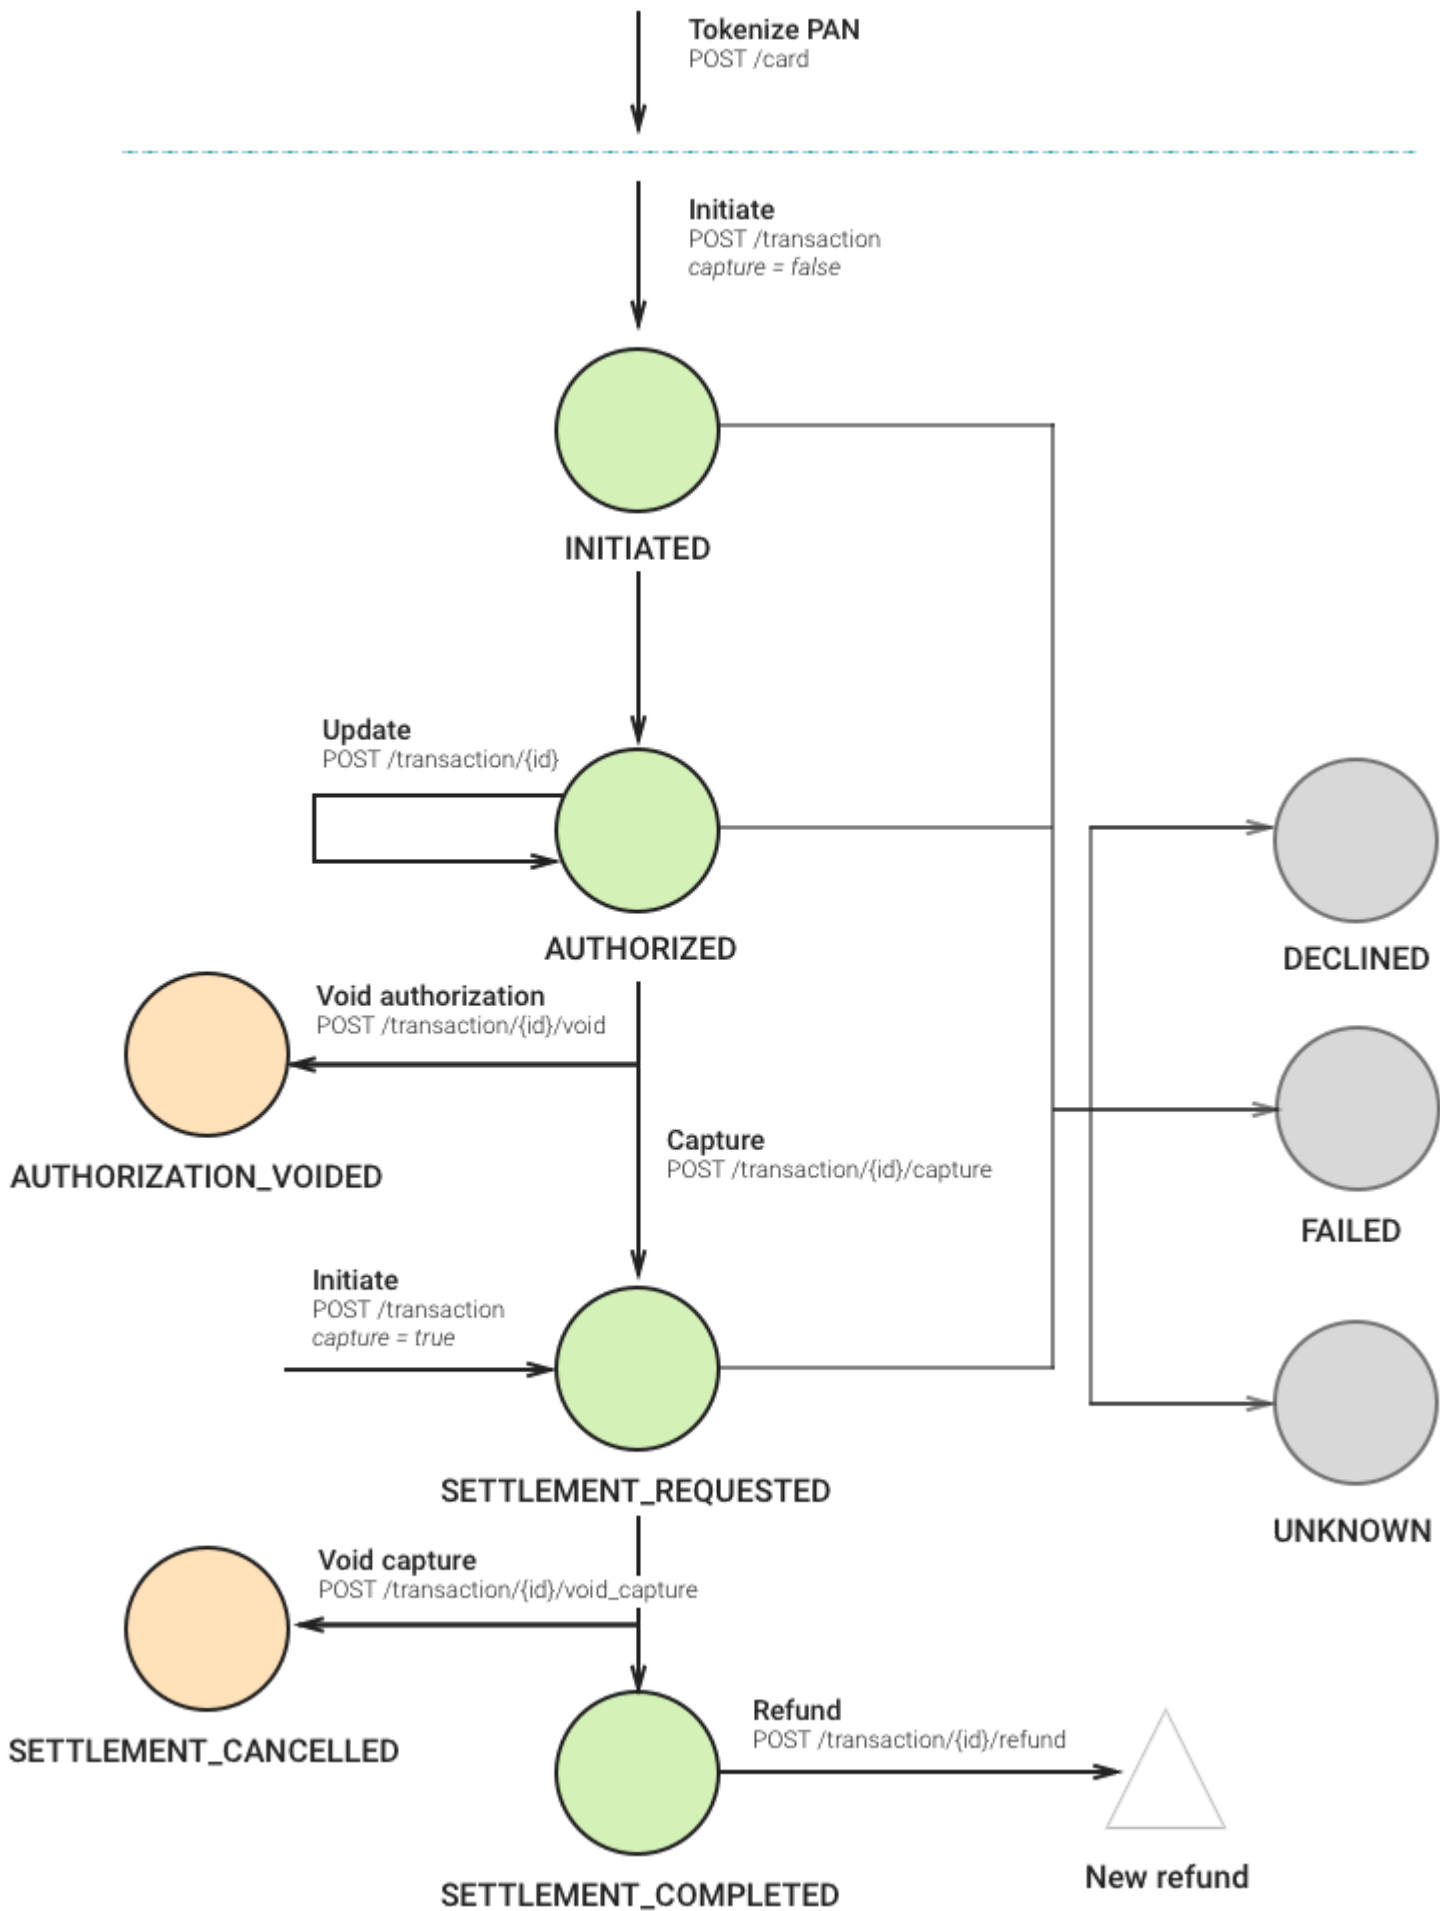 Tokenize PAN
POST /card
Initiate
POST /transaction
capture = false
INITIATED
Update
POST /transaction/{id}
AUTHORIZED
DECLINED
Void authorization
POST /transaction/{id}/void
AUTHORIZATION_VOIDED
Capture
POST /transaction/{id}/capture
FAILED
Initiate
POST /transaction
capture = true
SETTLEMENT_REQUESTED
UNKNOWN
Void capture
POST /transaction/{id}/void_capture
SETTLEMENT_CANCELLED
Refund
POST /transaction/{id}/refund
New refund
SETTLEMENT_COMPLETED